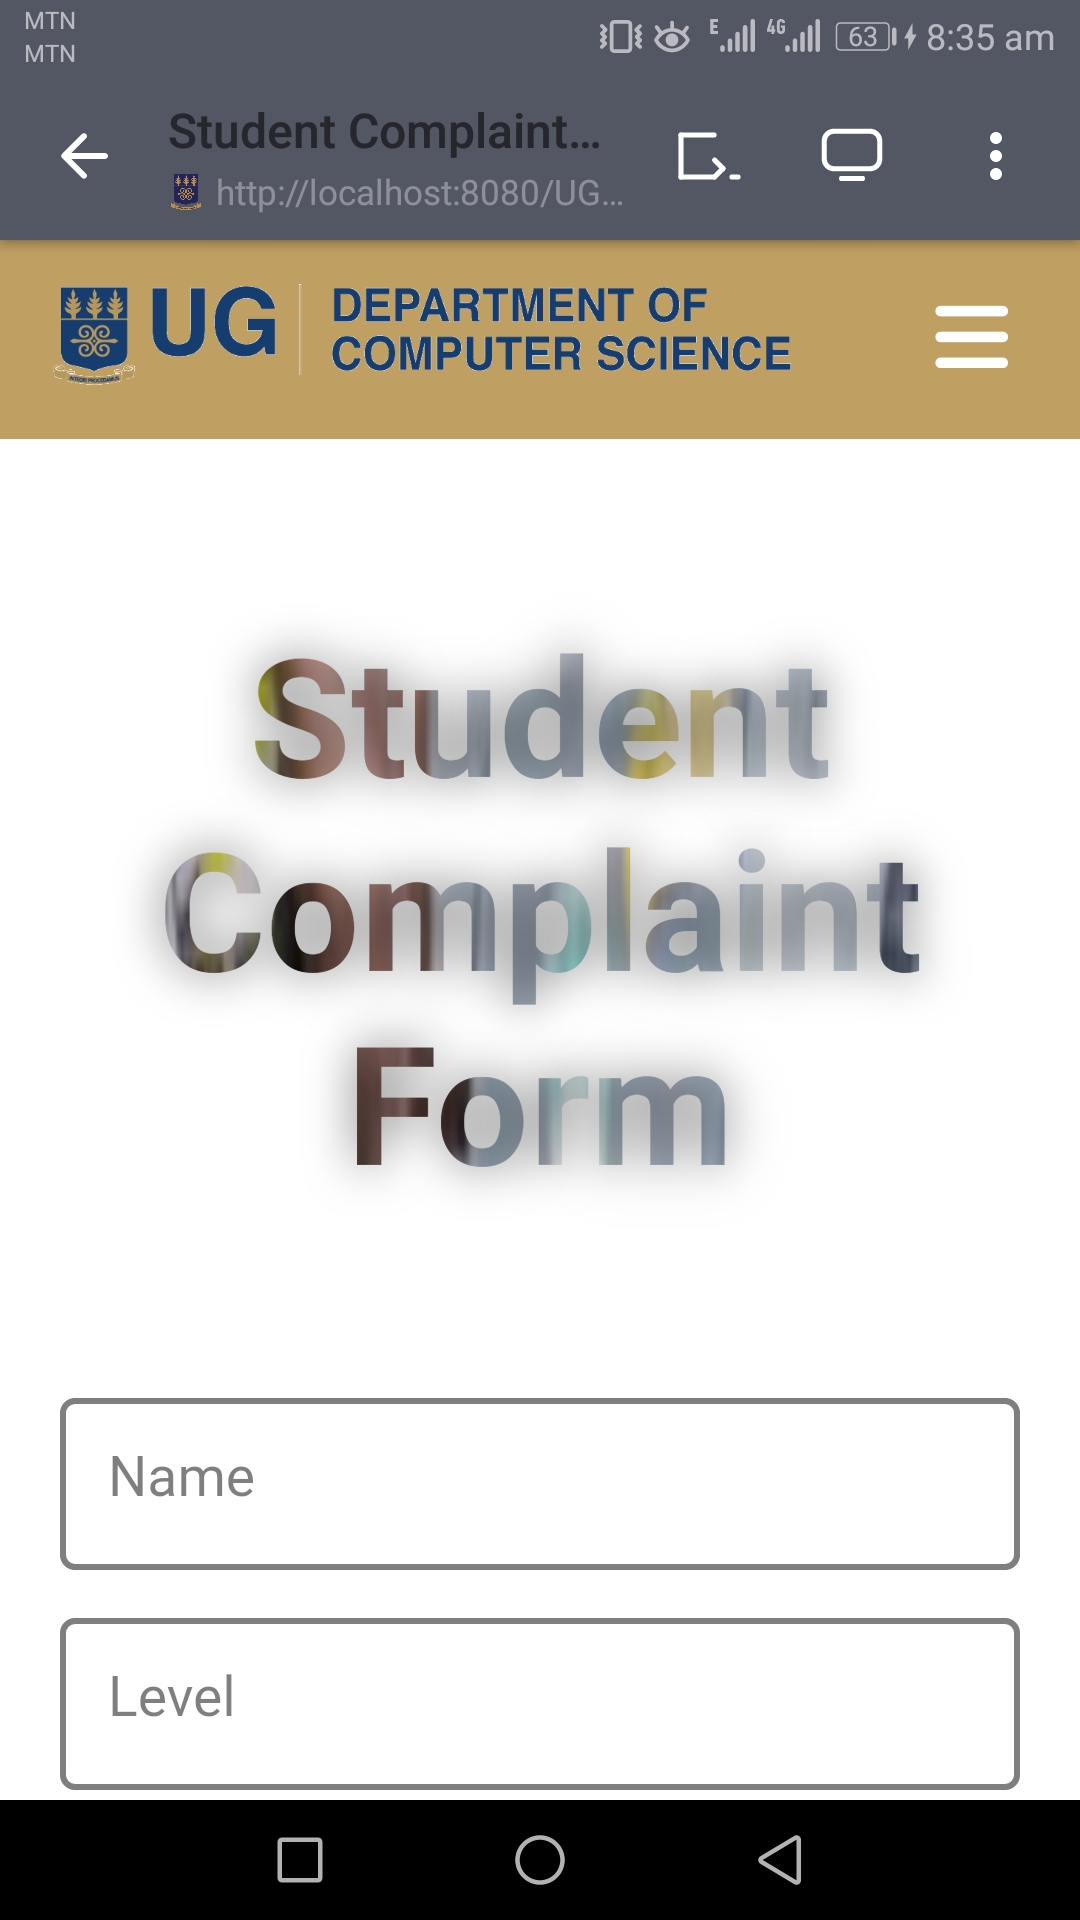 MTN
MTN
E 4G 63 8:35 am
Student Complaint...
http://localhost:8080/UG...
UG
DEPARTMENT OF
COMPUTER SCIENCE
Student
Complaint
Form
Name
Level